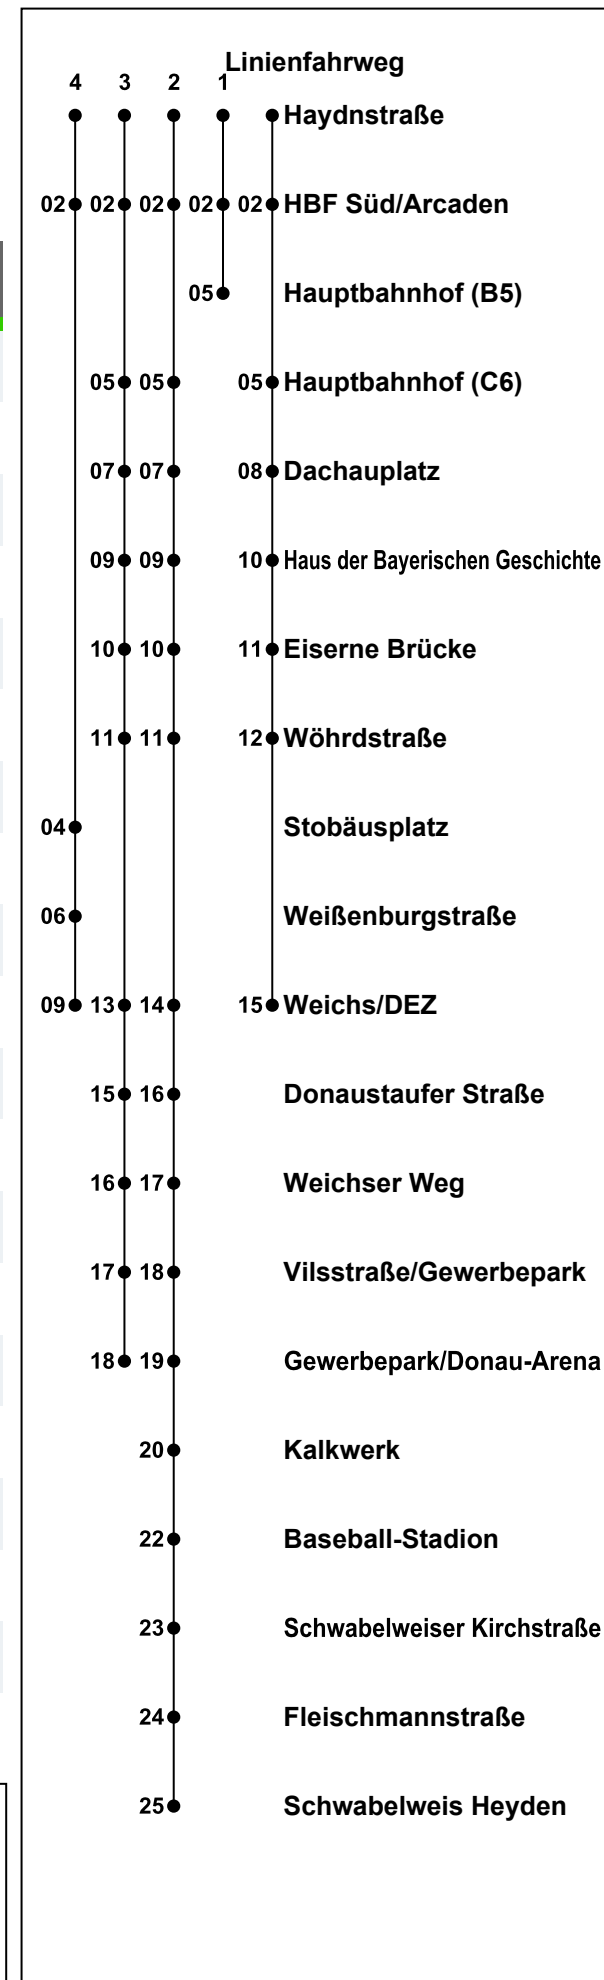 Linienfahrweg
4 3 2 1
Haydnstraße
02 02 02 02 02 HBF Süd/Arcaden
05 Hauptbahnhof (B5)
05 05 05 Hauptbahnhof (C6)
07 07 08 Dachauplatz
09 09 10 Haus der Bayerischen Geschichte
10 10 11 Eiserne Brücke
11 11 12 Wöhrdstraße
04 Stobäusplatz
06 Weißenburgstraße
09 13 14 15 Weichs/DEZ
15 16 Donaustaufer Straße
16 17 Weichser Weg
17 18 Vilsstraße/Gewerbepark
18 19 Gewerbepark/Donau-Arena
20 Kalkwerk
22 Baseball-Stadion
23 Schwabelweiser Kirchstraße
24 Fleischmannstraße
25 Schwabelweis Heyden